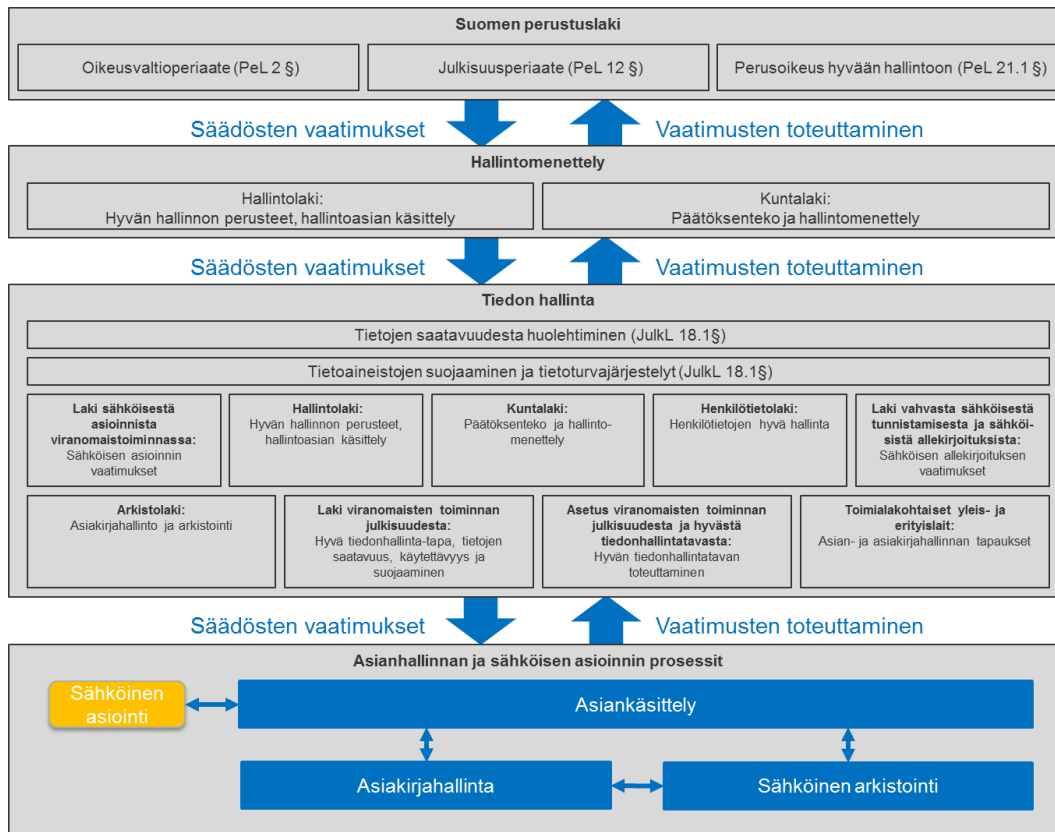 Suomen perustuslaki
Oikeusvaltioperiaate (PeL 2 §)
Julkisuusperiaate (PeL 12 §)
Perusoikeus hyvään hallintoon (PeL 21.1 §)
Säädösten vaatimukset
Vaatimusten toteuttaminen
Hallintomenettely
Hallintolaki:
Hyvän hallinnon perusteet, hallintoasian käsittely
Kuntalaki:
Päätöksenteko ja hallintomenettely
Säädösten vaatimukset
Vaatimusten toteuttaminen
Tiedon hallinta
Tietojen saatavuudesta huolehtiminen (JulkL 18.1§)
Tietoaineistojen suojaaminen ja tietoturvajärjestelyt (JulkL 18.1§)
Laki sähköisestä
asioinnista
viranomaistoiminnassa:
Sähköisen asioinnin
vaatimukset
Hallintolaki:
Hyvän hallinnon perusteet,
hallintoasian käsittely
Kuntalaki:
Päätöksenteko ja hallinto-
menettely
Henkilötietolaki:
Henkilötietojen hyvä hallinta
Laki vahvasta sähköisestä
tunnistamisesta ja sähköi-
sistä allekirjoituksista:
Sähköisen allekirjoituksen
vaatimukset
Arkistolaki:
Asiakirjahallinto ja arkistointi
Laki viranomaisten toiminnan
julkisuudesta:
Hyvä tiedonhallinta-tapa, tietojen
saatavuus, käytettävyys ja
suojaaminen
Asetus viranomaisten toiminnan
julkisuudesta ja hyvästä
tiedonhallintatavasta:
Hyvän tiedonhallintatavan
toteuttaminen
Toimialakohtaiset yleis- ja
erityislait:
Asian- ja asiakirjahallinnan tapaukset
Säädösten vaatimukset
Vaatimusten toteuttaminen
Asianhallinnan ja sähköisen asioinnin prosessit
Sähköinen
asiointi
Asiankäsittely
Asiakirjahallinta
Sähköinen arkistointi